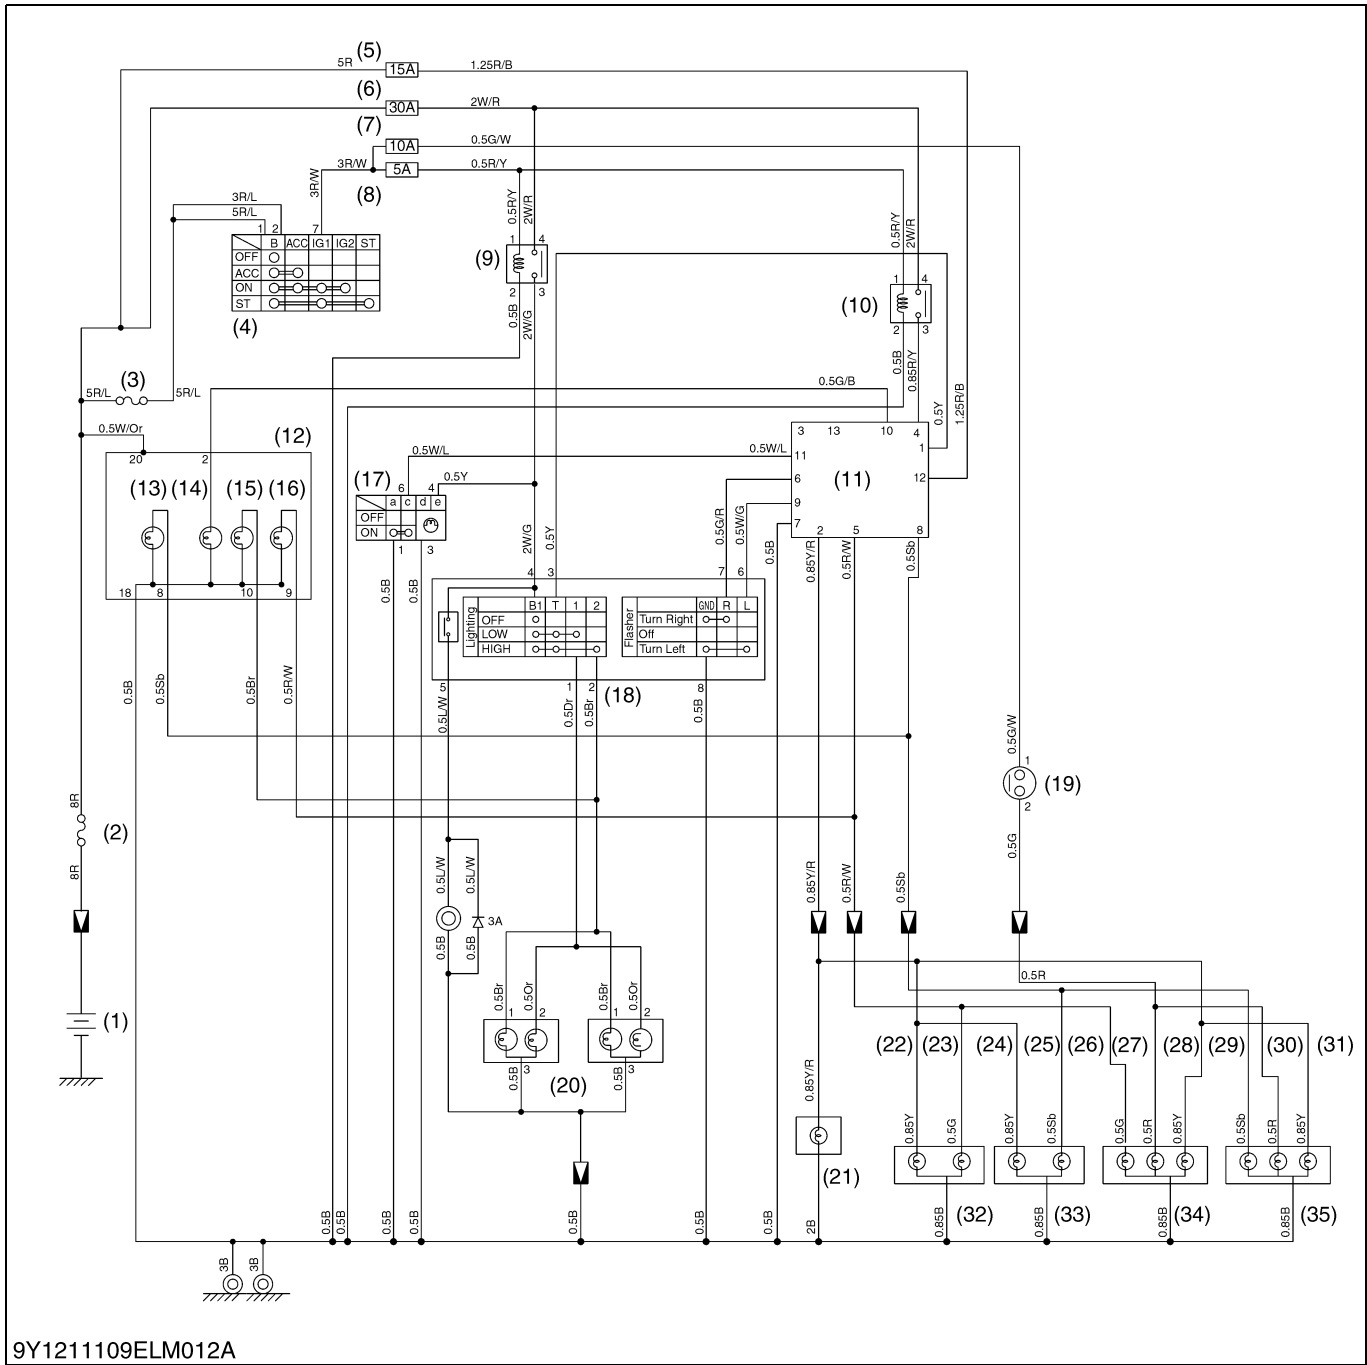 (5)
5R
15A
1.25R/B
(6)
30A
2W/R
(7)
10A
0.5G/W
3R/W
5A
0.5R/Y
(8)
3R/W
3R/L
5R/L
1 2 7
B ACC IG1 IG2 ST
OFF
ACC
ON
ST
(4)
0.5R/Y
2W/R
1 4
(9)
2 3
0.5B
2W/G
0.5R/Y
2W/R
1 4
(10)
2 3
0.5B
0.85R/Y
0.5Y
1.25R/B
(3)
5R/L
5R/L
0.5G/B
0.5W/Or
(12)
20 2
(13) (14) (15) (16)
18 8 10 9
0.5B
0.5Sb
0.5Br
0.5R/W
(17)
0.5W/L
0.5W/L
0.5Y
6 4
a c d e
OFF
ON
1 3
0.5B
0.5B
3 13 10 4
11 1
6 (11) 12
9
7
2 5 8
0.5G/R
0.5W/G
0.5B
0.85Y/R
0.5R/W
0.5Sb
2W/G
0.5Y
4 3 7 6
Lighting
B1 T 1 2
OFF
LOW
HIGH
Flasher
GND R L
Turn Right
Off
Turn Left
5 1 2 (18) 8
0.5L/W
0.5Dr
0.5Br
0.5B
0.5G/W
1
(19)
2
0.5G
8R
(2)
8R
(1)
0.5L/W
0.5L/W
3A
0.5B
0.5B
0.5Br
0.5Or
0.5Br
0.5Or
1 2 1 2
3 3
0.5B
0.5B
(20)
0.85Y/R
0.5R/W
0.5Sb
0.5R
(22) (23) (24) (25) (26) (27) (28) (29) (30) (31)
0.85Y/R
0.85Y
0.5G
0.85Y
0.5Sb
0.5G
0.5R
0.85Y
0.5Sb
0.5R
0.85Y
(21)
(32) (33) (34) (35)
0.5B
0.5B
0.5B
0.5B
0.5B
0.5B
0.5B
2B
0.85B
0.85B
0.85B
0.85B
3B
3B
9Y1211109ELM012A